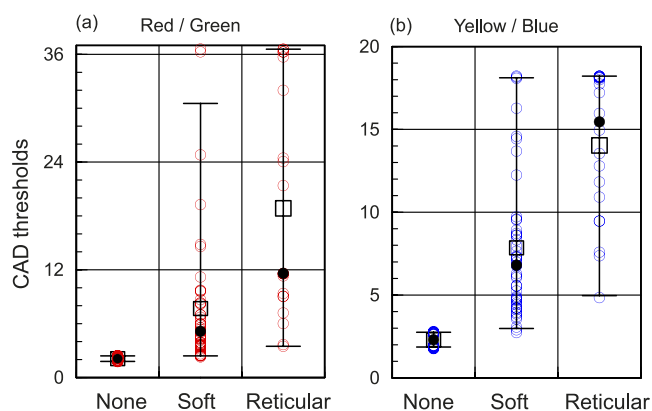 (a) Red / Green
(b) Yellow / Blue
CAD thresholds
36
24
12
0
20
15
10
5
0
None Soft Reticular
None Soft Reticular